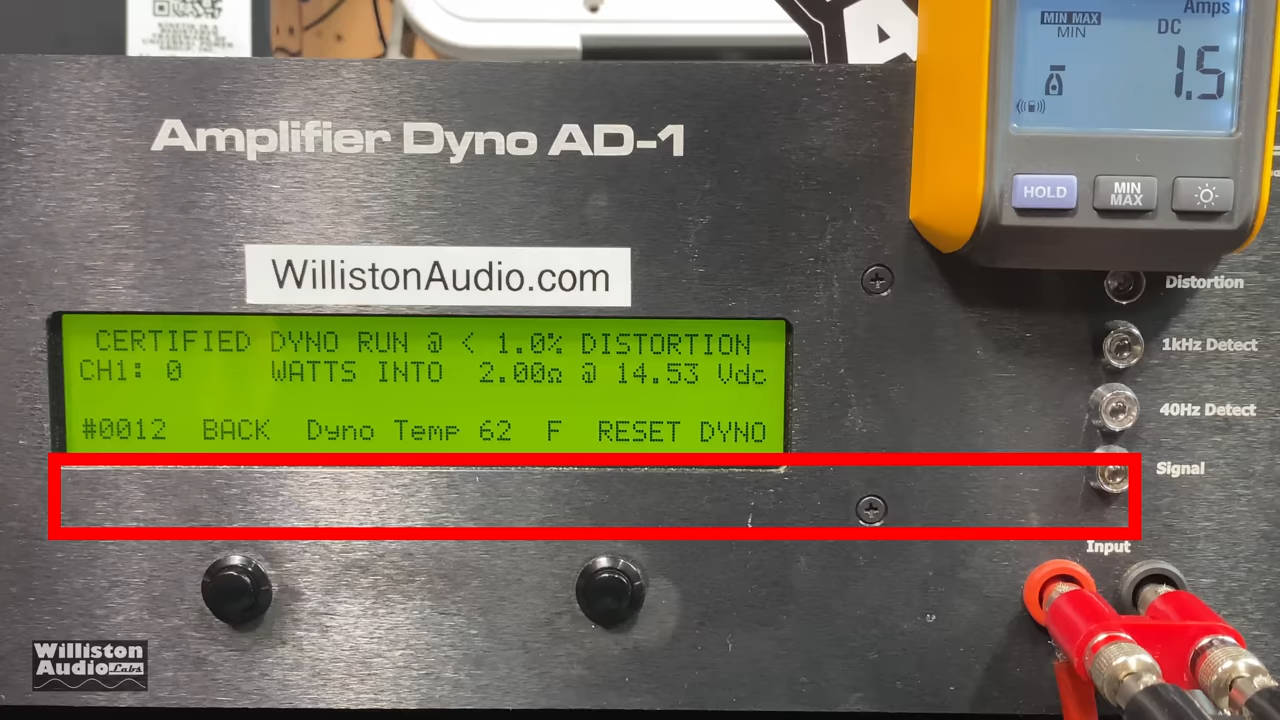 Amps
MIN MAX
MIN
DC
1.5
HOLD
MIN
MAX
Amplifier Dyno AD-1
WillistonAudio.com
CERTIFIED DYNO RUN @ < 1.0% DISTORTION
CH1: 0 WATTS INTO 2.00Ω @ 14.53 Vdc
#0012 BACK Dyno Temp 62 F RESET DYNO
Distortion
1kHz Detect
40Hz Detect
Signal
Input
Williston
Audio Labs